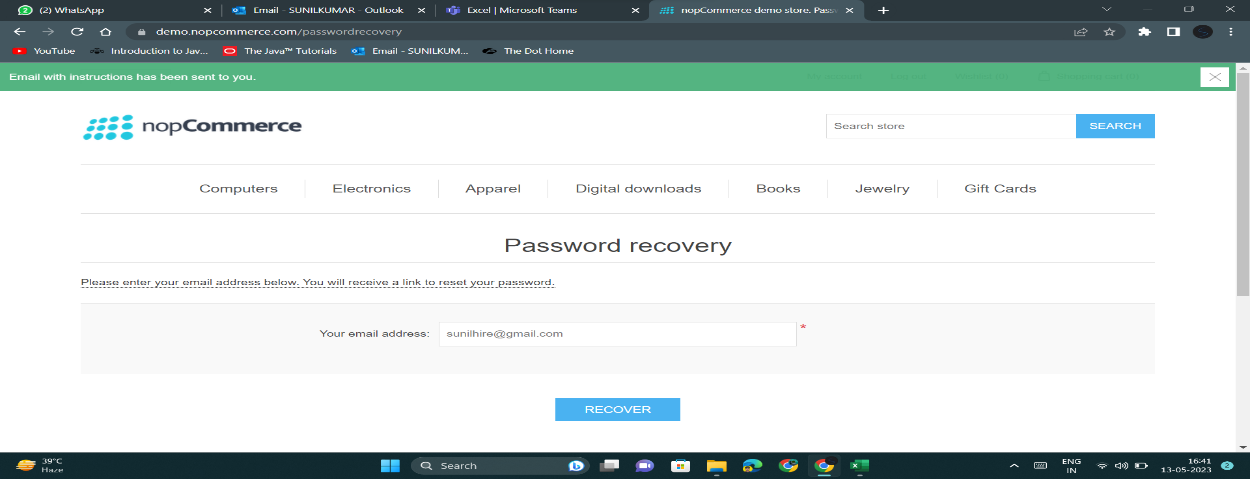 (2) WhatsApp
Email - SUNILKUMAR - Outlook
Excel | Microsoft Teams
nopCommerce demo store. Pass
demo.nopcommerce.com/passwordrecovery
YouTube
Introduction to Jav...
The Java™ Tutorials
Email - SUNILKUM...
The Dot Home
Email with instructions has been sent to you.
nopCommerce
Search store
SEARCH
Computers
Electronics
Apparel
Digital downloads
Books
Jewelry
Gift Cards
Password recovery
Please enter your email address below. You will receive a link to reset your password.
Your email address: sunilhire@gmail.com *
RECOVER
39°C
Haze
Search
ENG
IN
16:41
13-05-2023
2